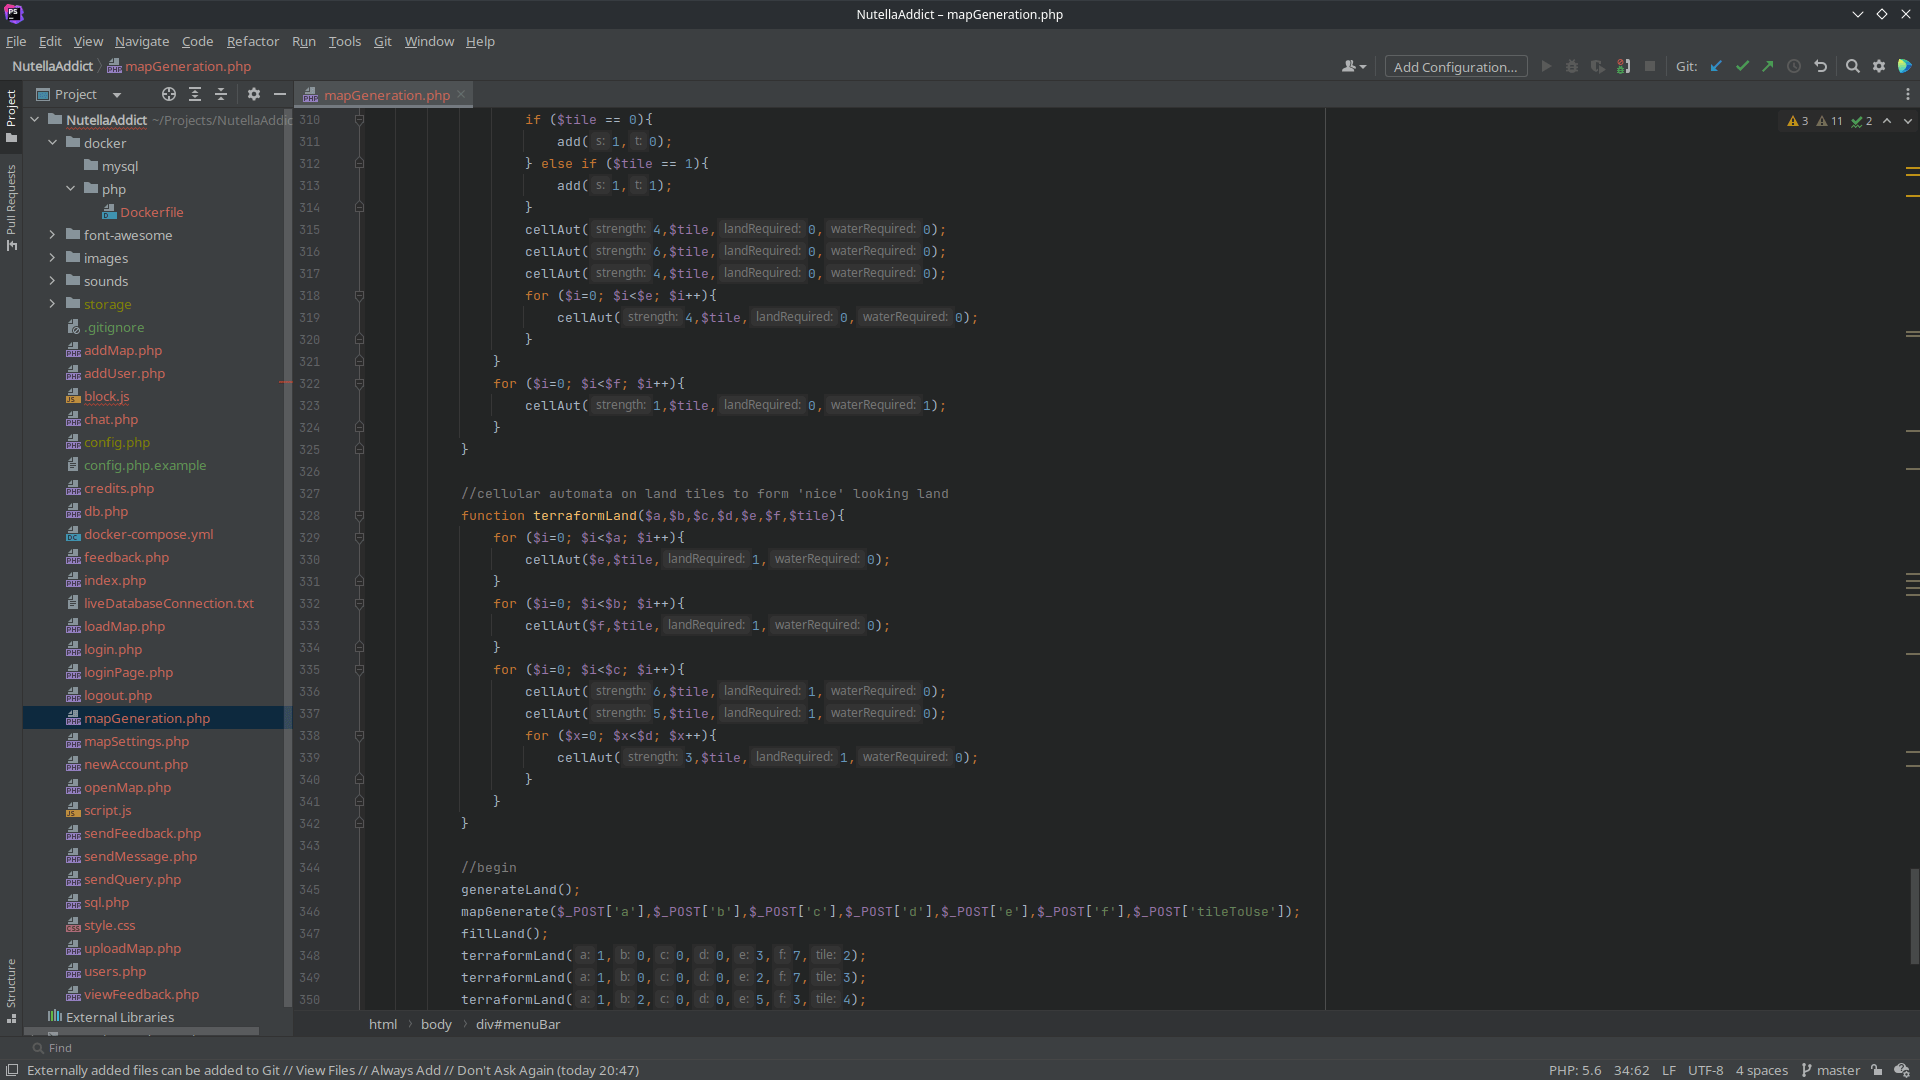 NutellaAddict – mapGeneration.php
File Edit View Navigate Code Refactor Run Tools Git Window Help
NutellaAddict mapGeneration.php
Add Configuration...
Git:
Project
mapGeneration.php
Project
Pull Requests
Structure
NutellaAddict ~/Projects/NutellaAddic
docker
mysql
php
Dockerfile
font-awesome
images
sounds
storage
.gitignore
addMap.php
addUser.php
block.js
chat.php
config.php
config.php.example
credits.php
db.php
docker-compose.yml
feedback.php
index.php
liveDatabaseConnection.txt
loadMap.php
login.php
loginPage.php
logout.php
mapGeneration.php
mapSettings.php
newAccount.php
openMap.php
script.js
sendFeedback.php
sendMessage.php
sendQuery.php
sql.php
style.css
uploadMap.php
users.php
viewFeedback.php
External Libraries
3 11 2
310 if ($tile == 0){
311 add( s: 1, t: 0);
312 } else if ($tile == 1){
313 add( s: 1, t: 1);
314 }
315 cellAut( strength: 4,$tile, landRequired: 0, waterRequired: 0);
316 cellAut( strength: 6,$tile, landRequired: 0, waterRequired: 0);
317 cellAut( strength: 4,$tile, landRequired: 0, waterRequired: 0);
318 for ($i=0; $i<$e; $i++){
319 cellAut( strength: 4,$tile, landRequired: 0, waterRequired: 0);
320 }
321 }
322 for ($i=0; $i<$f; $i++){
323 cellAut( strength: 1,$tile, landRequired: 0, waterRequired: 1);
324 }
325 }
326
327 //cellular automata on land tiles to form 'nice' looking land
328 function terraformLand($a,$b,$c,$d,$e,$f,$tile){
329 for ($i=0; $i<$a; $i++){
330 cellAut($e,$tile, landRequired: 1, waterRequired: 0);
331 }
332 for ($i=0; $i<$b; $i++){
333 cellAut($f,$tile, landRequired: 1, waterRequired: 0);
334 }
335 for ($i=0; $i<$c; $i++){
336 cellAut( strength: 6,$tile, landRequired: 1, waterRequired: 0);
337 cellAut( strength: 5,$tile, landRequired: 1, waterRequired: 0);
338 for ($x=0; $x<$d; $x++){
339 cellAut( strength: 3,$tile, landRequired: 1, waterRequired: 0);
340 }
341 }
342 }
343
344 //begin
345 generateLand();
346 mapGenerate($_POST['a'],$_POST['b'],$_POST['c'],$_POST['d'],$_POST['e'],$_POST['f'],$_POST['tileToUse']);
347 fillLand();
348 terraformLand( a: 1, b: 0, c: 0, d: 0, e: 3, f: 7, tile: 2);
349 terraformLand( a: 1, b: 0, c: 0, d: 0, e: 2, f: 7, tile: 3);
350 terraformLand( a: 1, b: 2, c: 0, d: 0, e: 5, f: 3, tile: 4);
html body div#menuBar
Find
Externally added files can be added to Git // View Files // Always Add // Don't Ask Again (today 20:47)
PHP: 5.6 34:62 LF UTF-8 4 spaces master